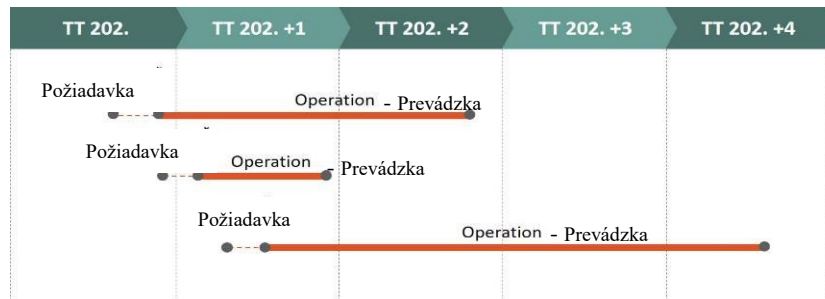 TT 202. TT 202. +1 TT 202. +2 TT 202. +3 TT 202. +4
Požiadavka
Operation - Prevádzka
Požiadavka
Operation - Prevádzka
Požiadavka
Operation - Prevádzka